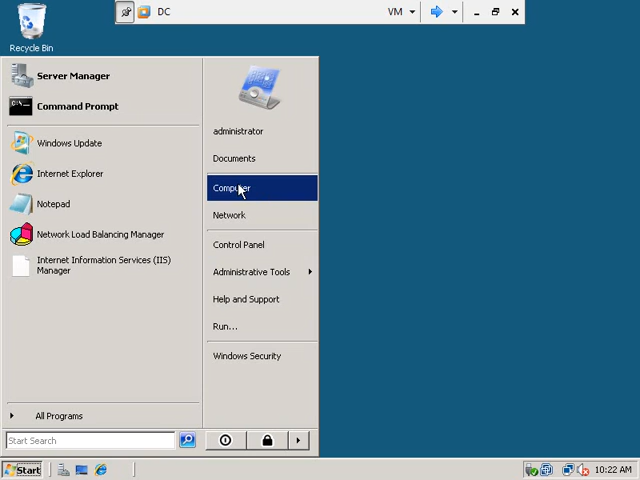 DC
VM
Recycle Bin
Server Manager
Command Prompt
Windows Update
Internet Explorer
Notepad
Network Load Balancing Manager
Internet Information Services (IIS)
Manager
All Programs
Start Search
administrator
Documents
Computer
Network
Control Panel
Administrative Tools
Help and Support
Run...
Windows Security
Start
10:22 AM